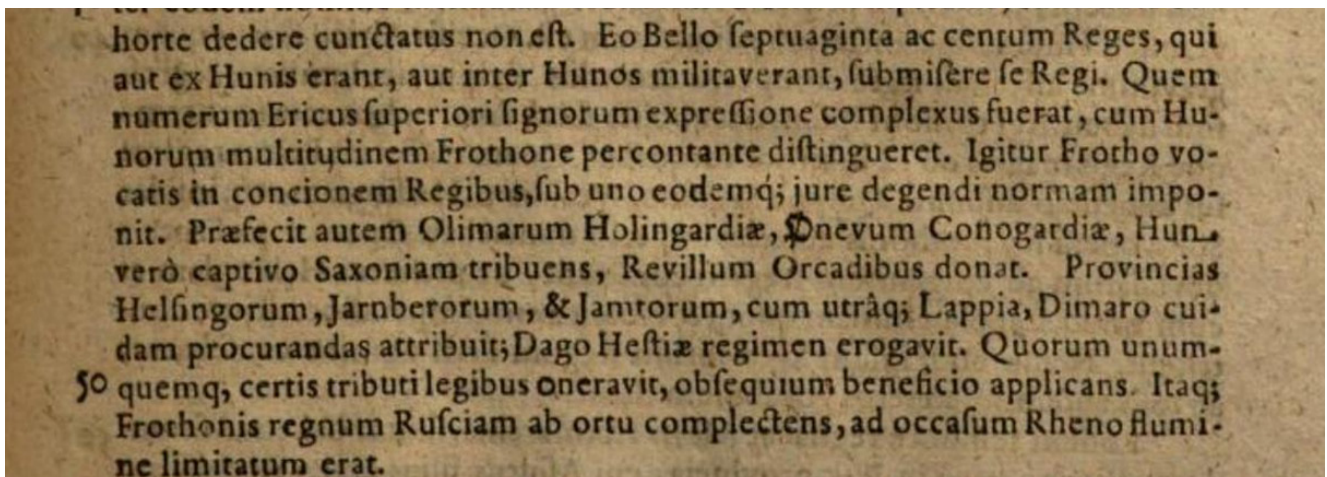 horte dedere cunctatus non eſt. Eo Bello ſeptuaginta ac centum Reges, qui
aut ex Hunis erant, aut inter Hunos militaverant, ſubmiſêre ſe Regi. Quem
numerum Ericus ſuperiori ſignorum expreſſione complexus fuerat, cum Hu-
norum multitudinem Frothone percontante diſtingueret. Igitur Frotho vo-
catis in concionem Regibus, ſub uno eodemq́; jure degendi normam impo-
nit. Præfecit autem Olimarum Holingardiæ, Onevum Conogardiæ, Hun
verò captivo Saxoniam tribuens, Revillum Orcadibus donat. Provincias
Helſingorum, Jarnberorum, & Jamtorum, cum utrâq; Lappia, Dimaro cui-
dam procurandas attribuit; Dago Heſtiæ regimen erogavit. Quorum unum-
50 quemq; certis tributi legibus oneravit, obſequium beneficio applicans. Itaq;
Frothonis regnum Ruſciam ab ortu complectens, ad occaſum Rheno flumi-
ne limitatum erat.